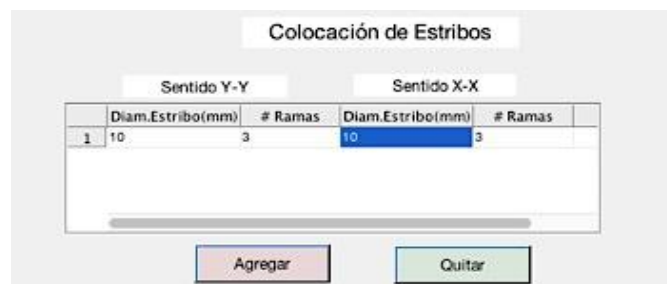 Colocación de Estribos
Sentido Y-Y Sentido X-X
Diam.Estribo(mm) # Ramas Diam.Estribo(mm) # Ramas
1 10 3 10 3
Agregar Quitar